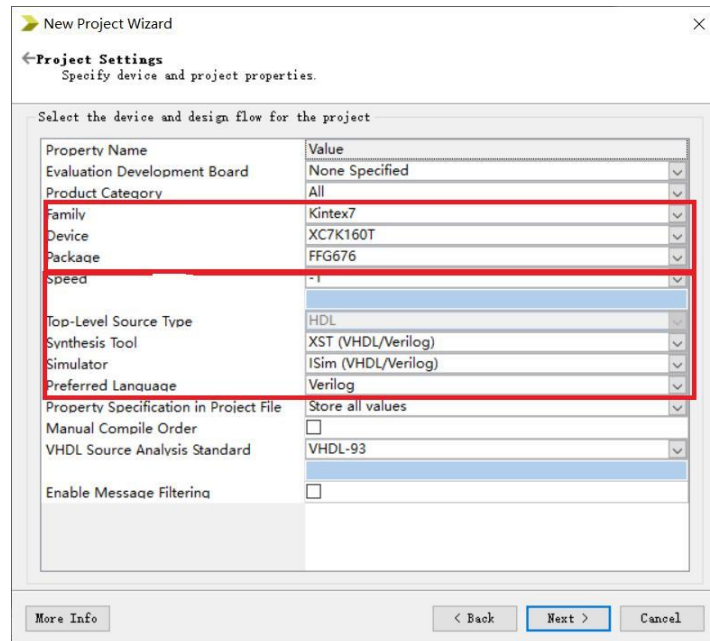 New Project Wizard
Project Settings
Specify device and project properties.
Select the device and design flow for the project
Property Name Value
Evaluation Development Board None Specified
Product Category All
Family Kintex7
Device XC7K160T
Package FFG676
Speed -1
Top-Level Source Type HDL
Synthesis Tool XST (VHDL/Verilog)
Simulator ISim (VHDL/Verilog)
Preferred Language Verilog
Property Specification in Project File Store all values
Manual Compile Order
VHDL Source Analysis Standard VHDL-93
Enable Message Filtering
More Info < Back Next > Cancel